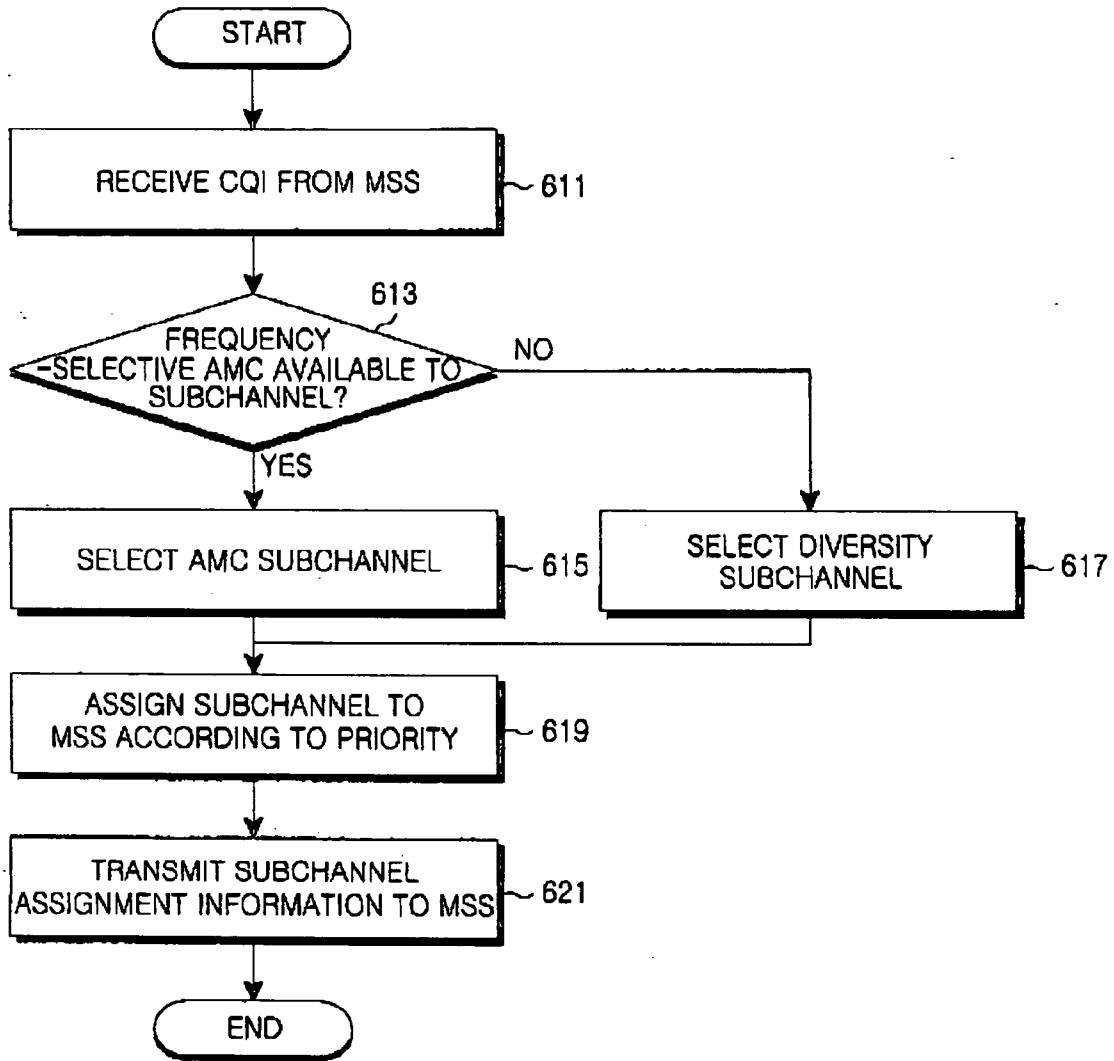 START
RECEIVE CQI FROM MSS
611
613
FREQUENCY
-SELECTIVE AMC AVAILABLE TO
SUBCHANNEL?
NO
YES
SELECT AMC SUBCHANNEL
615
SELECT DIVERSITY
SUBCHANNEL
617
ASSIGN SUBCHANNEL TO
MSS ACCORDING TO PRIORITY
619
TRANSMIT SUBCHANNEL
ASSIGNMENT INFORMATION TO MSS
621
END